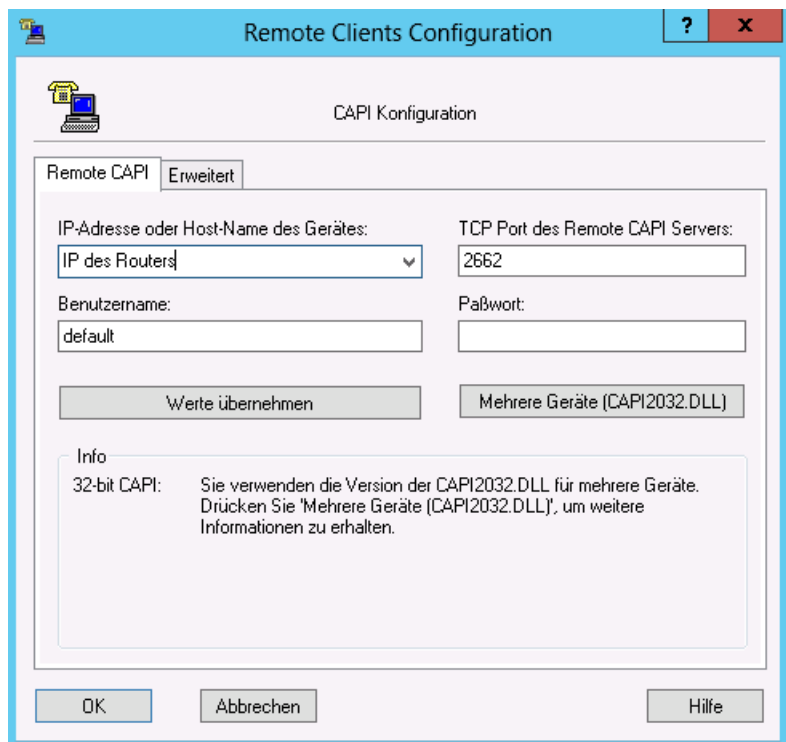 Remote Clients Configuration
? x
CAPI Konfiguration
Remote CAPI Erweitert
IP-Adresse oder Host-Name des Gerätes: TCP Port des Remote CAPI Servers:
IP des Routers 2662
Benutzername: Paßwort:
default
Werte übernehmen Mehrere Geräte (CAPI2032.DLL)
Info
32-bit CAPI: Sie verwenden die Version der CAPI2032.DLL für mehrere Geräte.
Drücken Sie 'Mehrere Geräte (CAPI2032.DLL)', um weitere
Informationen zu erhalten.
OK Abbrechen Hilfe